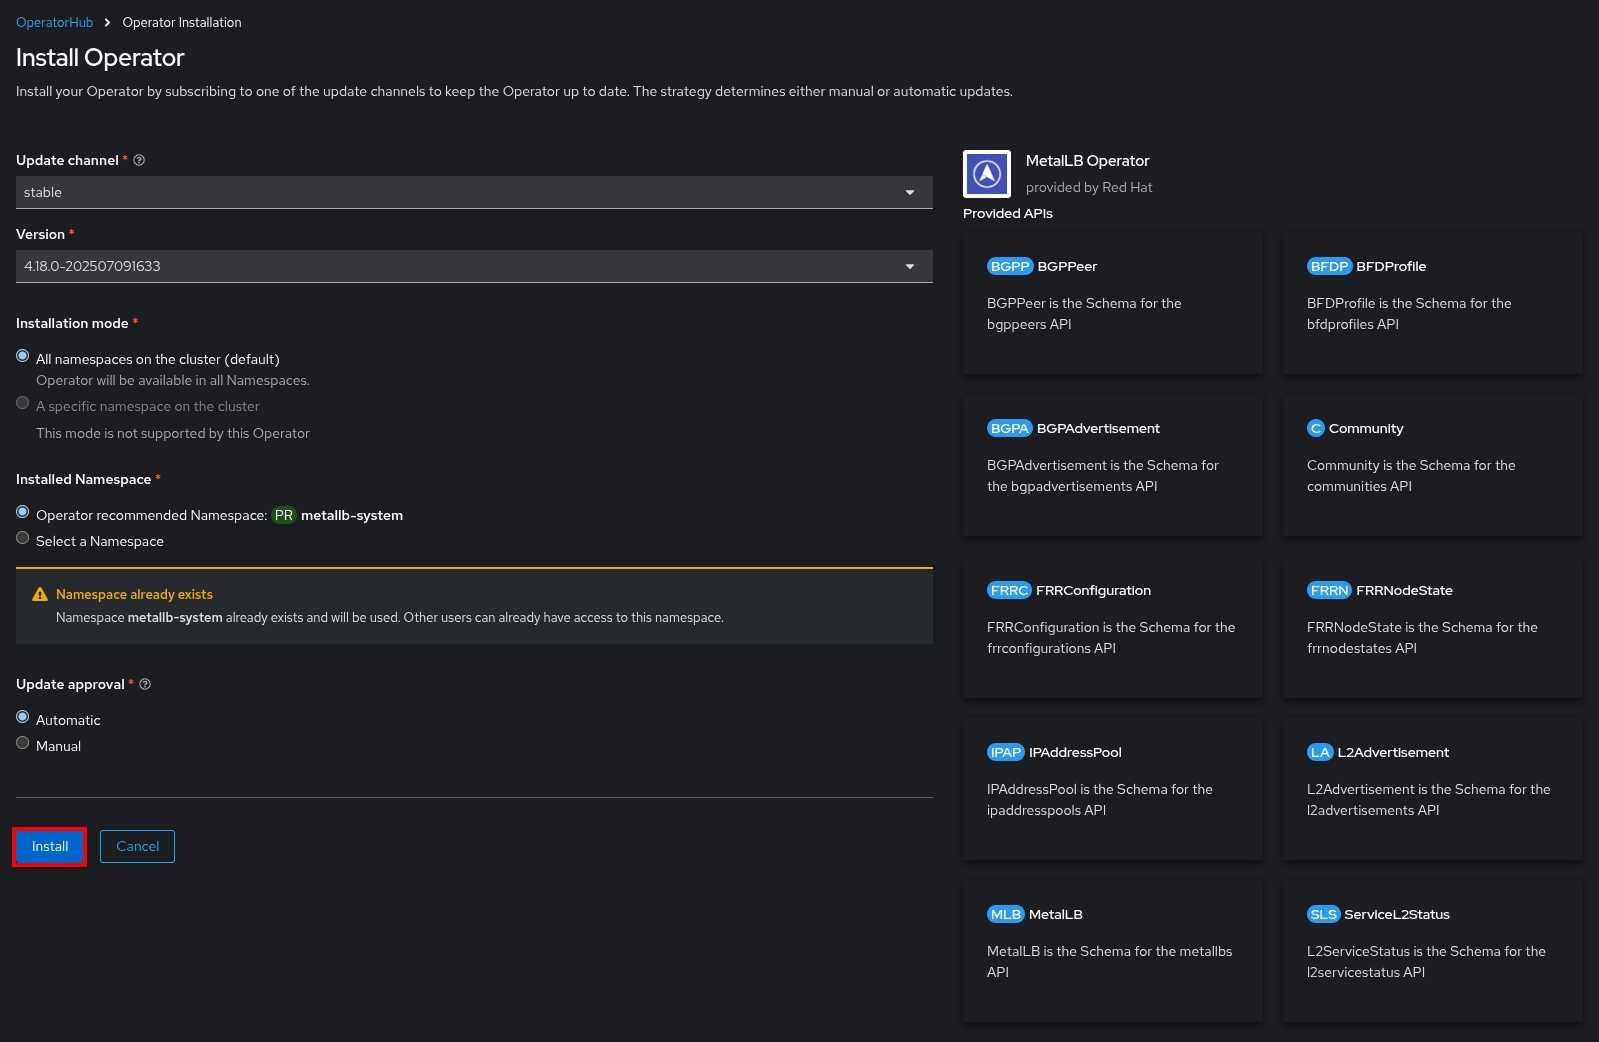 OperatorHub > Operator Installation
Install Operator
Install your Operator by subscribing to one of the update channels to keep the Operator up to date. The strategy determines either manual or automatic updates.
Update channel *
stable
Version *
4.18.0-202507091633
Installation mode *
All namespaces on the cluster (default)
Operator will be available in all Namespaces.
A specific namespace on the cluster
This mode is not supported by this Operator
Installed Namespace *
Operator recommended Namespace: PR metallb-system
Select a Namespace
Namespace already exists
Namespace metallb-system already exists and will be used. Other users can already have access to this namespace.
Update approval *
Automatic
Manual
Install
Cancel
MetalLB Operator
provided by Red Hat
Provided APIs
BGPP BGPPeer
BGPPeer is the Schema for the
bgppeers API
BFDP BFDProfile
BFDProfile is the Schema for the
bfdprofiles API
BGPA BGPAdvertisement
BGPAdvertisement is the Schema for
the bgpadvertisements API
C Community
Community is the Schema for the
communities API
FRRC FRRConfiguration
FRRConfiguration is the Schema for the
frrconfigurations API
FRRN FRRNodeState
FRRNodeState is the Schema for the
frrnodestates API
IPAP IPAddressPool
IPAddressPool is the Schema for the
ipaddresspools API
LA L2Advertisement
L2Advertisement is the Schema for the
l2advertisements API
MLB MetalLB
MetalLB is the Schema for the metallbs
API
SLS ServiceL2Status
L2ServiceStatus is the Schema for the
l2servicestatus API